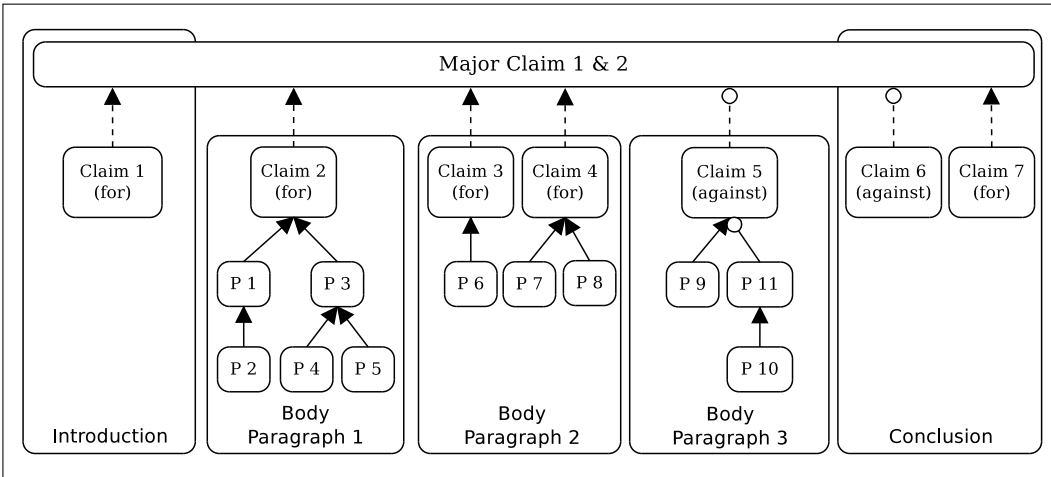 Major Claim 1 & 2
Claim 1
(for)
Claim 2
(for)
Claim 3
(for)
Claim 4
(for)
Claim 5
(against)
Claim 6
(against)
Claim 7
(for)
P 1
P 3
P 6
P 7
P 8
P 9
P 11
P 2
P 4
P 5
P 10
Introduction
Body
Paragraph 1
Body
Paragraph 2
Body
Paragraph 3
Conclusion